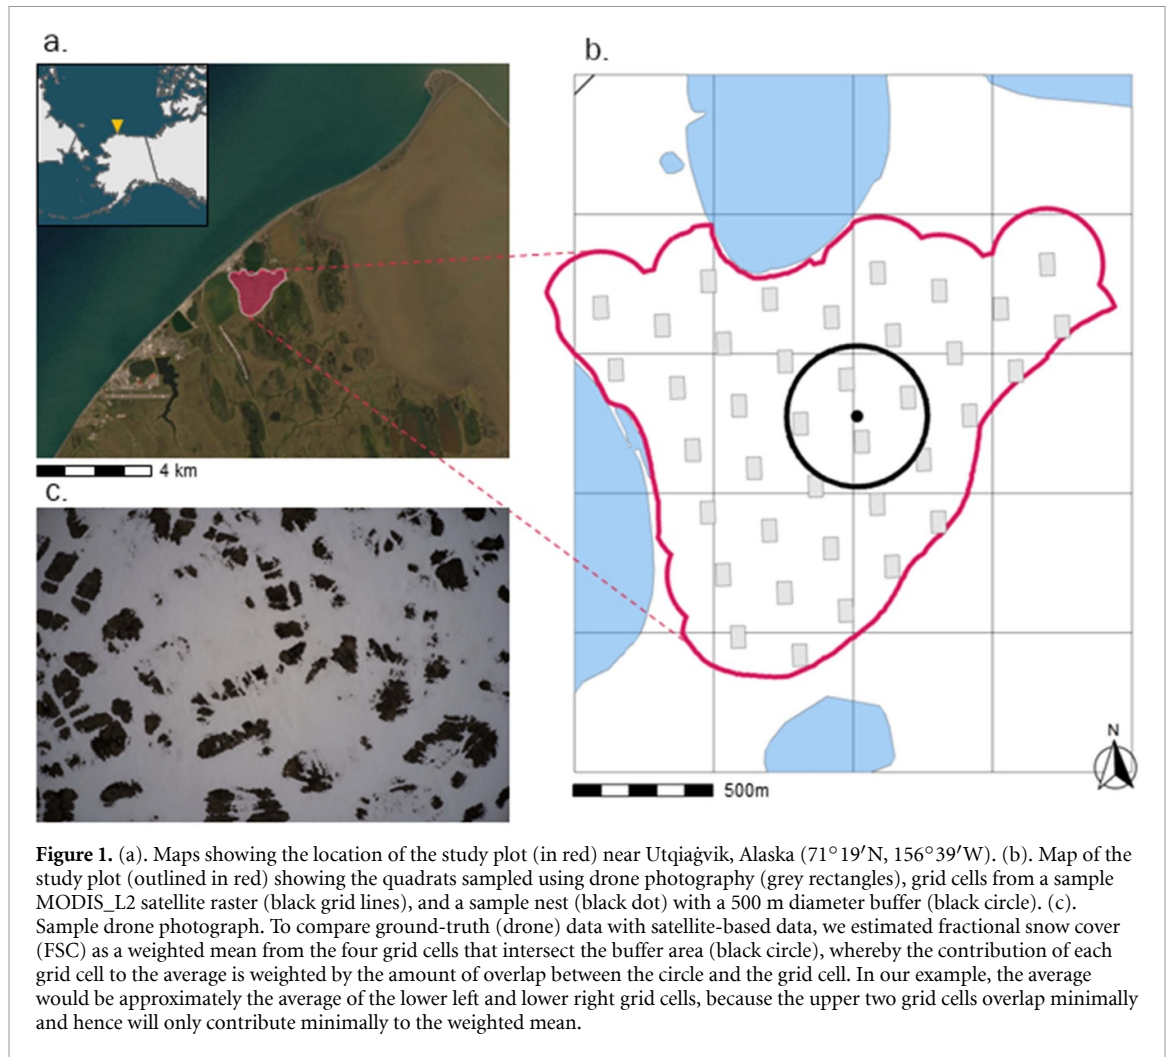 a.
b.
4 km
c.
500m
N
Figure 1. (a). Maps showing the location of the study plot (in red) near Utqiaġvik, Alaska (71°19′N, 156°39′W). (b). Map of the
study plot (outlined in red) showing the quadrats sampled using drone photography (grey rectangles), grid cells from a sample
MODIS_L2 satellite raster (black grid lines), and a sample nest (black dot) with a 500 m diameter buffer (black circle). (c).
Sample drone photograph. To compare ground-truth (drone) data with satellite-based data, we estimated fractional snow cover
(FSC) as a weighted mean from the four grid cells that intersect the buffer area (black circle), whereby the contribution of each
grid cell to the average is weighted by the amount of overlap between the circle and the grid cell. In our example, the average
would be approximately the average of the lower left and lower right grid cells, because the upper two grid cells overlap minimally
and hence will only contribute minimally to the weighted mean.